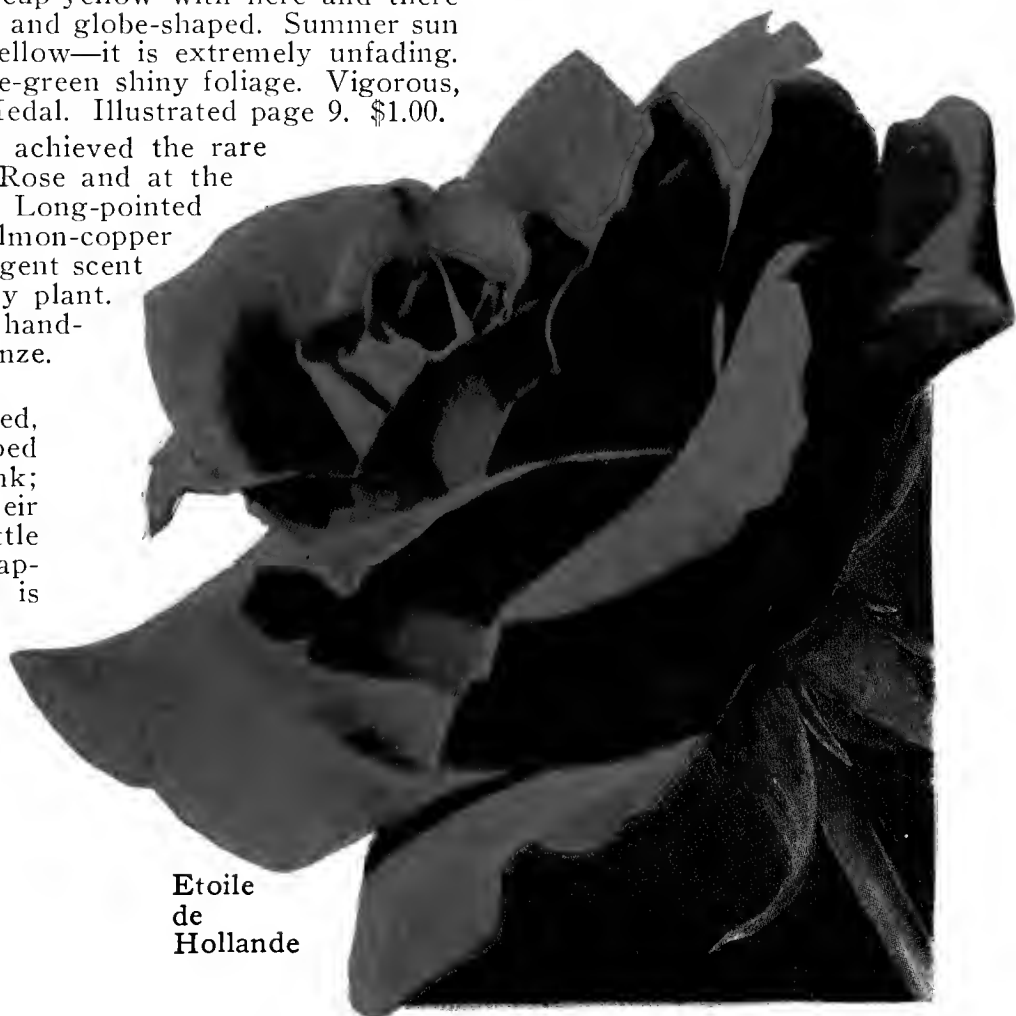 cup yellow with here and there
and globe-shaped. Summer sun
ellow—it is extremely unfading.
e-green shiny foliage. Vigorous,
edal. Illustrated page 9. $1.00.
achieved the rare
Rose and at the
Long-pointed
lmon-copper
gent scent
y plant.
hand-
nze.
ed,
ped
nk;
eir
ttle
ap-
is
Etoile
de
Hollande